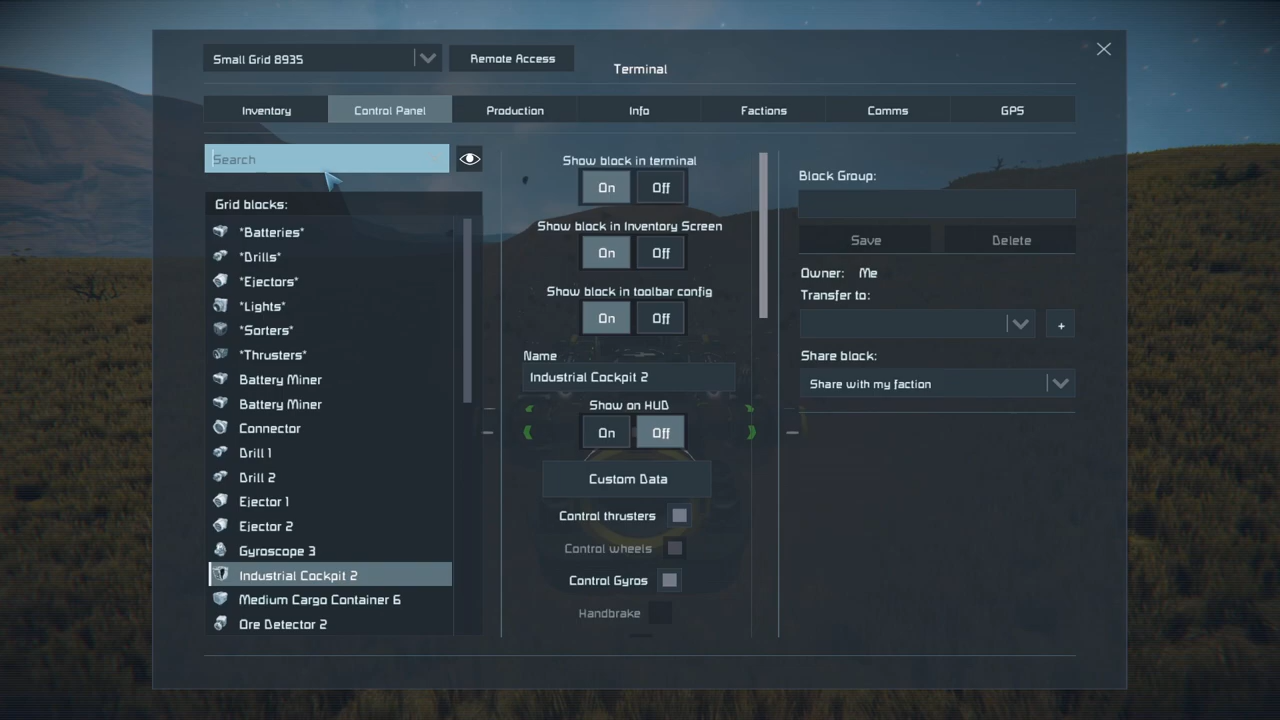 Small Grid 8935
Remote Access
Terminal
Inventory
Control Panel
Production
Info
Factions
Comms
GPS
Search
Grid blocks:
*Batteries*
*Drills*
*Ejectors*
*Lights*
*Sorters*
*Thrusters*
Battery Miner
Battery Miner
Connector
Drill 1
Drill 2
Ejector 1
Ejector 2
Gyroscope 3
Industrial Cockpit 2
Medium Cargo Container 6
Ore Detector 2
Show block in terminal
On Off
Show block in Inventory Screen
On Off
Show block in toolbar config
On Off
Name
Industrial Cockpit 2
Show on HUD
On Off
Custom Data
Control thrusters
Control wheels
Control Gyros
Handbrake
Block Group:
Save Delete
Owner: Me
Transfer to:
+
Share block:
Share with my faction